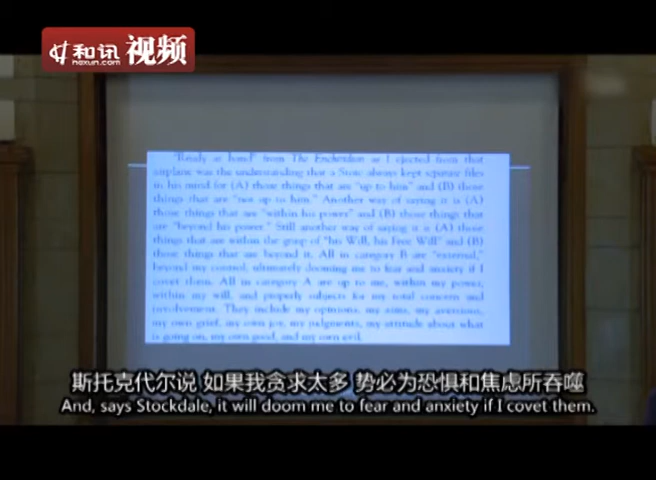 和讯 视频
hexun.com
"Ready at hand" from The Enchiridion as I ejected from that
airplane was the understanding that a Stoic always kept separate files
in his mind for (A) those things that are "up to him" and (B) those
things that are "not up to him." Another way of saying it is (A)
those things that are "within his power" and (B) those things that
are "beyond his power." Still another way of saying it is (A) those
things that are within the grasp of "his Will, his Free Will" and (B)
those things that are beyond it. All in category B are "external,"
beyond my control, ultimately dooming me to fear and anxiety if I
covet them. All in category A are up to me, within my power,
within my will, and properly subjects for my total concern and
involvement. They include my opinions, my aims, my aversions,
my own grief, my own joy, my judgments, my attitude about what
is going on, my own good, and my own evil.
斯托克代尔说 如果我贪求太多 势必为恐惧和焦虑所吞噬
And, says Stockdale, it will doom me to fear and anxiety if I covet them.